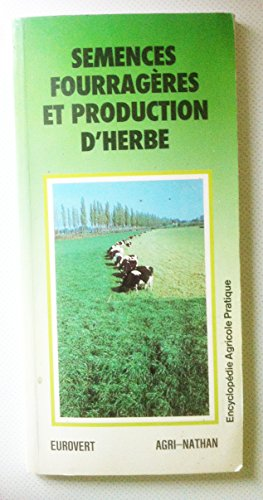 SEMENCES
FOURRAGÈRES
ET PRODUCTION
D'HERBE
Encyclopédie Agricole Pratique
EUROVERT AGRI-NATHAN